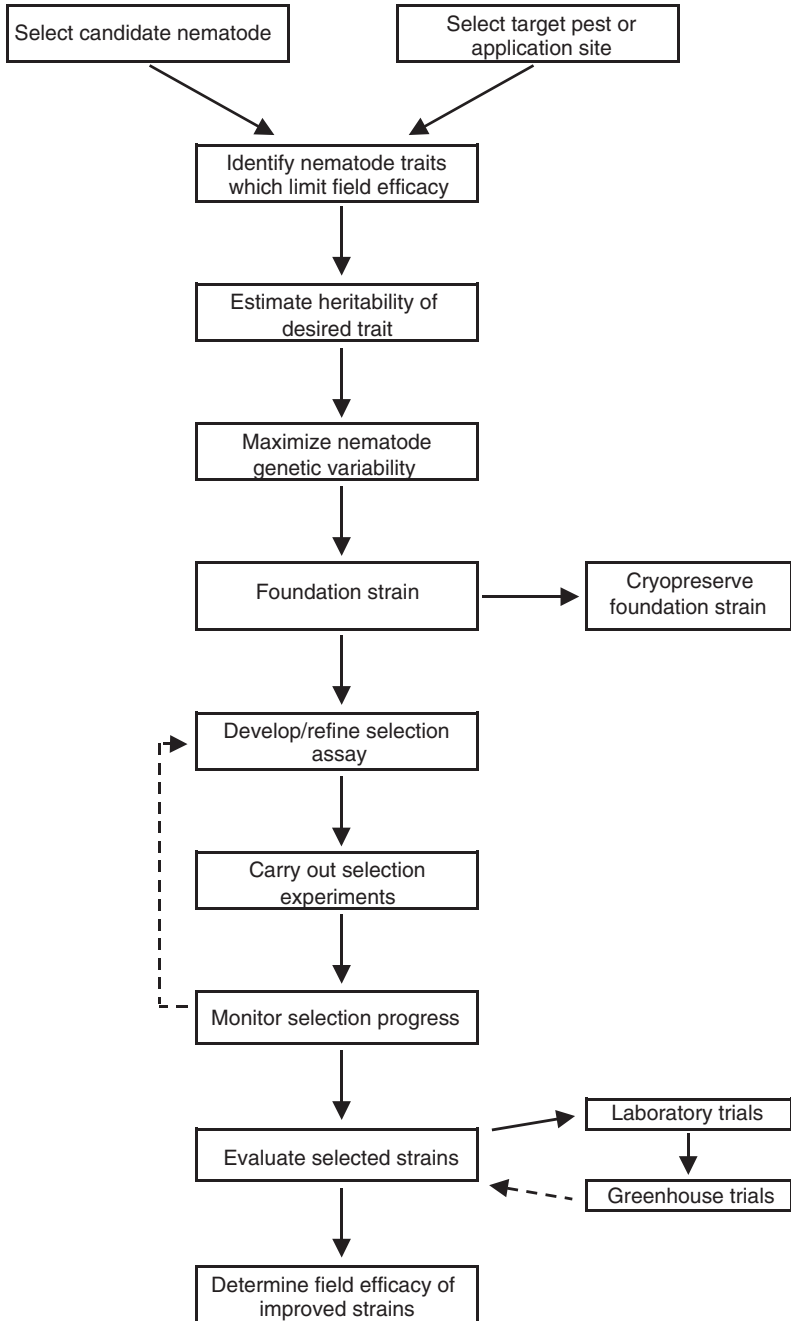 Select candidate nematode
Select target pest or
application site
Identify nematode traits
which limit field efficacy
Estimate heritability of
desired trait
Maximize nematode
genetic variability
Foundation strain
Cryopreserve
foundation strain
Develop/refine selection
assay
Carry out selection
experiments
Monitor selection progress
Evaluate selected strains
Laboratory trials
Greenhouse trials
Determine field efficacy of
improved strains